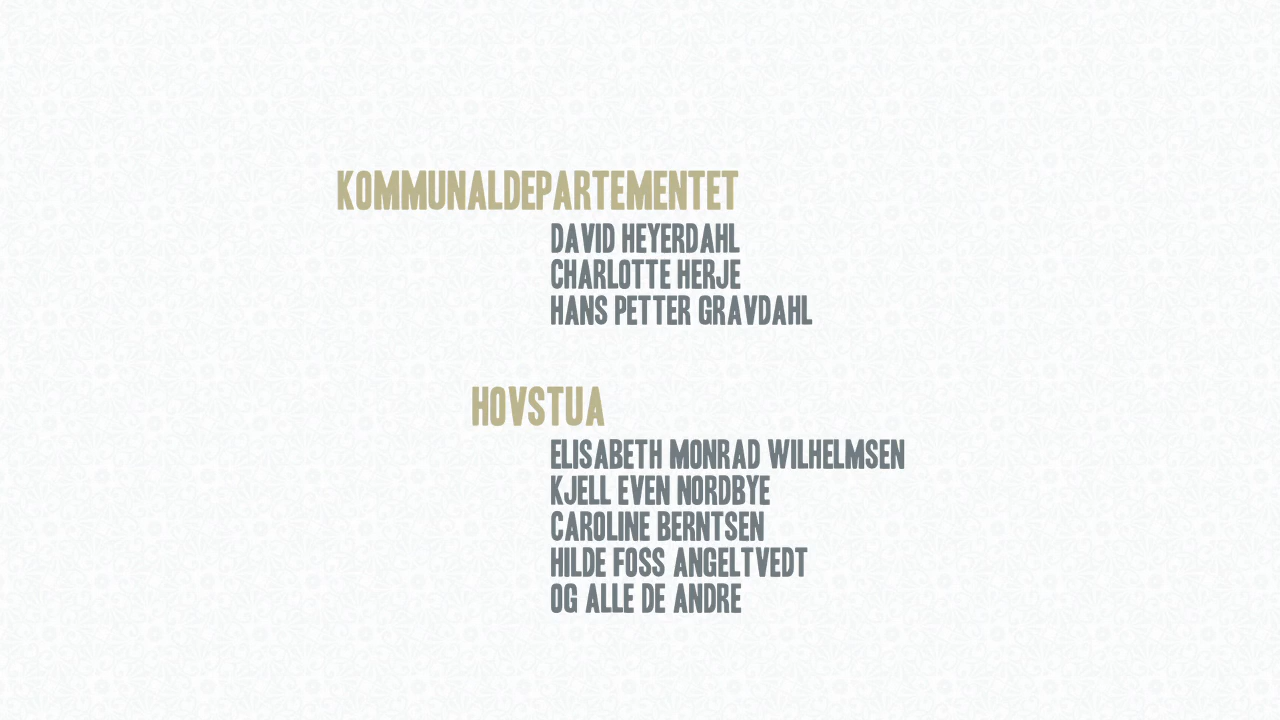 KOMMUNALDEPARTEMENTET
DAVID HEYERDAHL
CHARLOTTE HERJE
HANS PETTER GRAVDAHL
HOVSTUA
ELISABETH MONRAD WILHELMSEN
KJELL EVEN NORDBYE
CAROLINE BERNTSEN
HILDE FOSS ANGELTVEDT
OG ALLE DE ANDRE